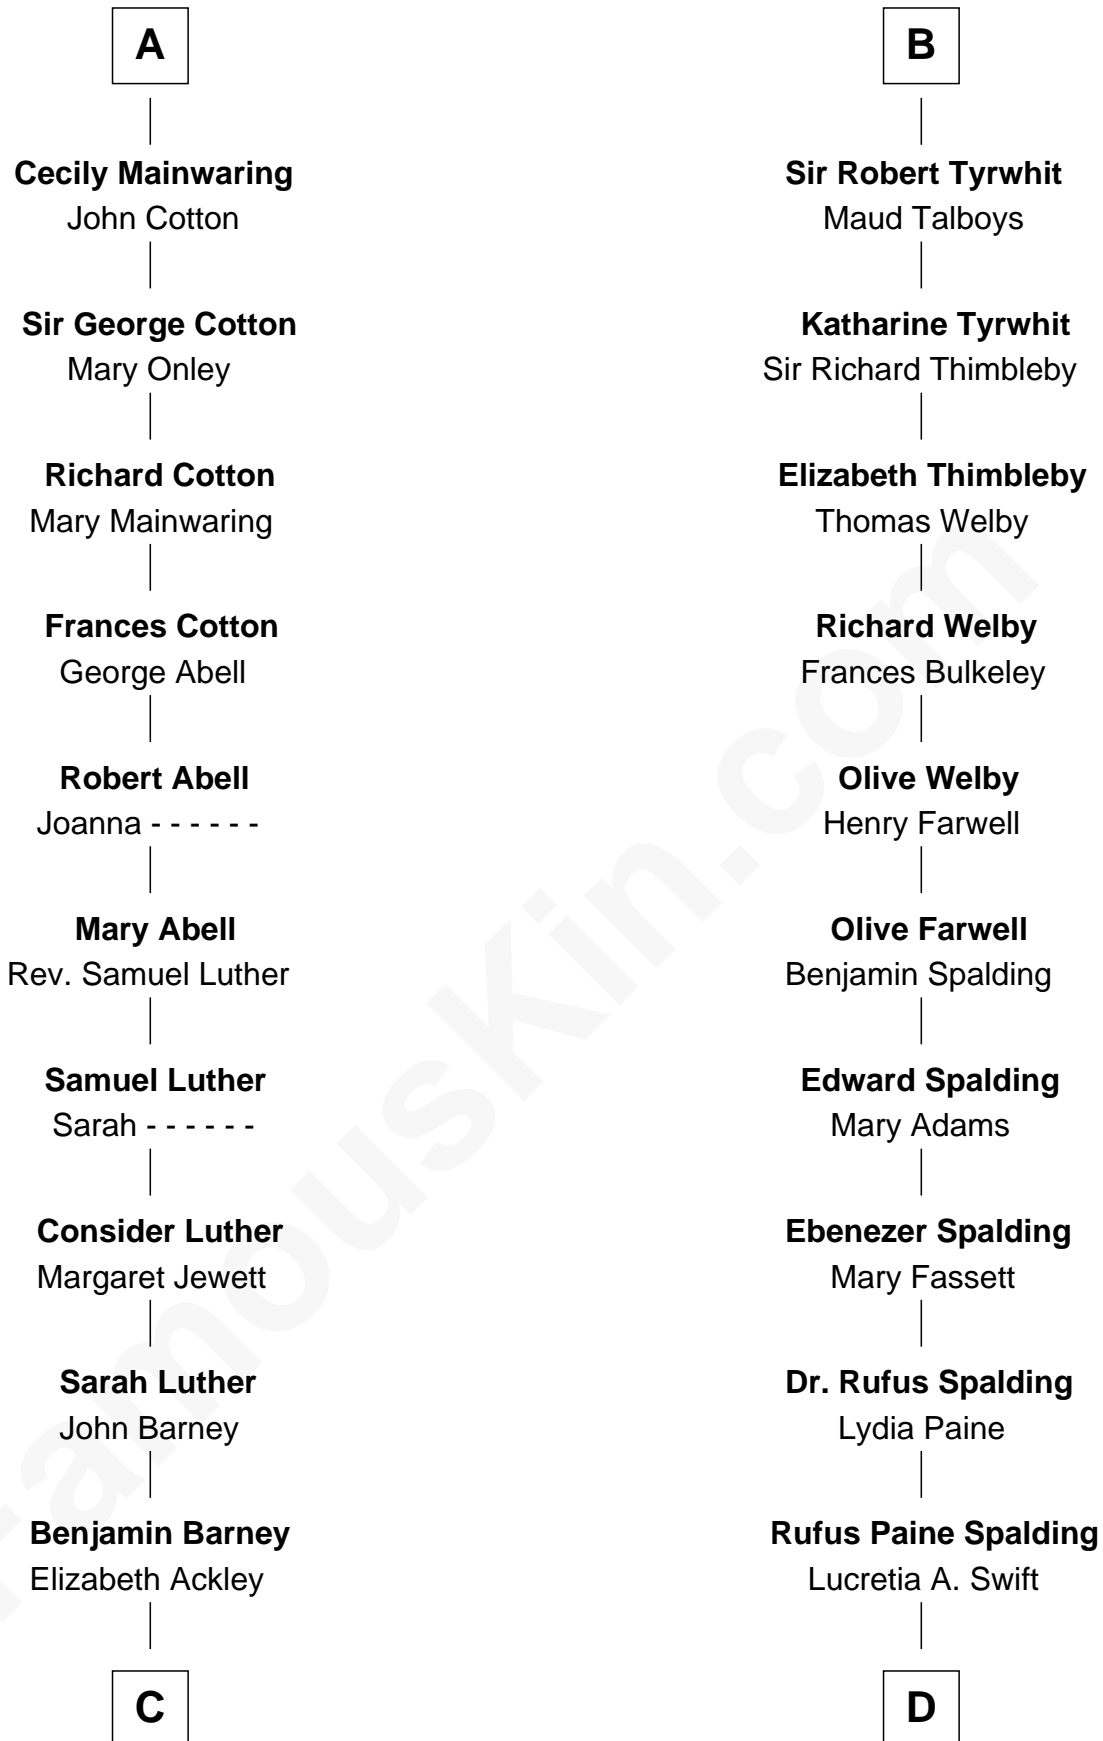 A
Cecily Mainwaring
John Cotton
Sir George Cotton
Mary Onley
Richard Cotton
Mary Mainwaring
Frances Cotton
George Abell
Robert Abell
Joanna - - - - - -
Mary Abell
Rev. Samuel Luther
Samuel Luther
Sarah - - - - - -
Consider Luther
Margaret Jewett
Sarah Luther
John Barney
Benjamin Barney
Elizabeth Ackley
C
B
Sir Robert Tyrwhit
Maud Talboys
Katharine Tyrwhit
Sir Richard Thimbleby
Elizabeth Thimbleby
Thomas Welby
Richard Welby
Frances Bulkeley
Olive Welby
Henry Farwell
Olive Farwell
Benjamin Spalding
Edward Spalding
Mary Adams
Ebenezer Spalding
Mary Fassett
Dr. Rufus Spalding
Lydia Paine
Rufus Paine Spalding
Lucretia A. Swift
D
FamousKin.com